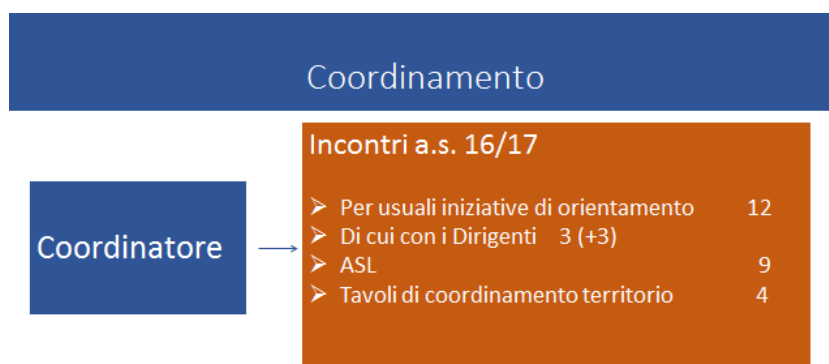 Coordinamento
Incontri a.s. 16/17
Coordinatore
➢ Per usuali iniziative di orientamento 12
➢ Di cui con i Dirigenti 3 (+3)
➢ ASL 9
➢ Tavoli di coordinamento territorio 4